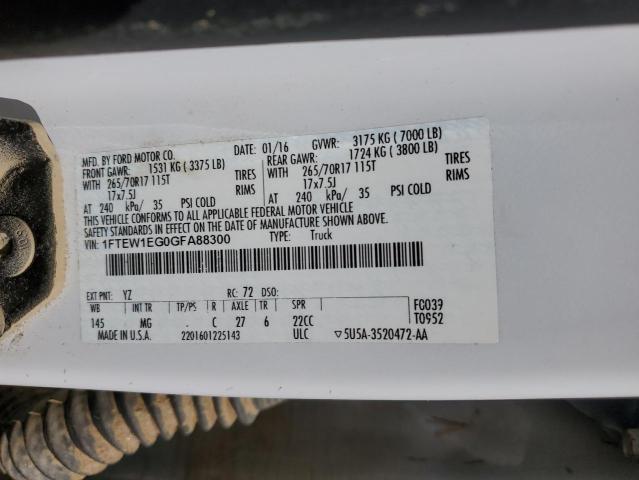 MFD. BY FORD MOTOR CO. DATE: 01/16 GVWR: 3175 KG ( 7000 LB)
FRONT GAWR: 1531 KG ( 3375 LB) REAR GAWR: 1724 KG ( 3800 LB)
WITH 265/70R17 115T TIRES WITH 265/70R17 115T TIRES
17x7.5J RIMS 17x7.5J RIMS
AT 240 kPa/ 35 PSI COLD AT 240 kPa/ 35 PSI COLD
THIS VEHICLE CONFORMS TO ALL APPLICABLE FEDERAL MOTOR VEHICLE
SAFETY STANDARDS IN EFFECT ON THE DATE OF MANUFACTURE SHOWN ABOVE.
VIN: 1FTEW1EG0GFA88300 TYPE: Truck
EXT PNT: YZ RC: 72 DSO:
WB INT TR TP/PS R AXLE TR SPR FC039
145 MG . C 27 6 22CC T0952
MADE IN U.S.A. 2201601225143 ULC ▽5U5A-3520472-AA